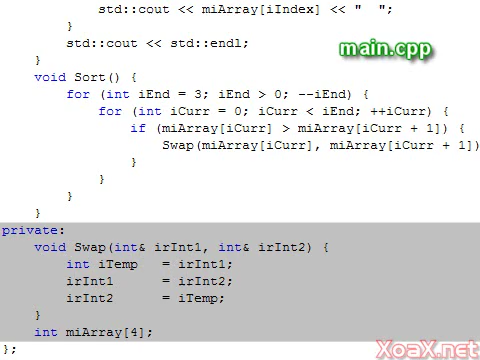 std::cout << miArray[iIndex] << "  ";
}
std::cout << std::endl;
main.cpp
}
void Sort() {
for (int iEnd = 3; iEnd > 0; --iEnd) {
for (int iCurr = 0; iCurr < iEnd; ++iCurr) {
if (miArray[iCurr] > miArray[iCurr + 1]) {
Swap(miArray[iCurr], miArray[iCurr + 1])
}
}
}
}
private:
void Swap(int& irInt1, int& irInt2) {
int iTemp   = irInt1;
irInt1      = irInt2;
irInt2      = iTemp;
}
int miArray[4];
};
XoaX.net